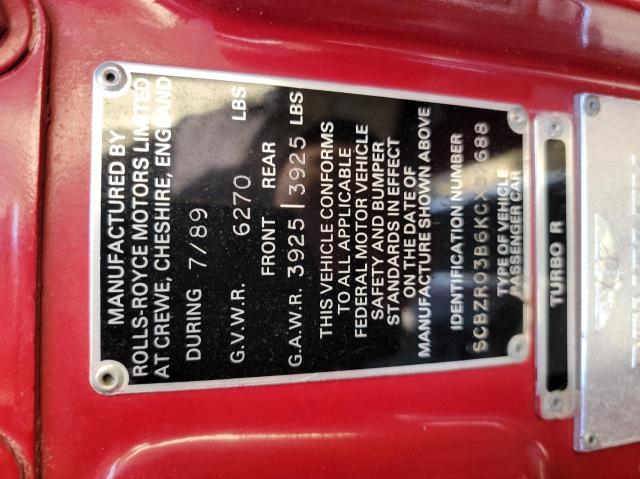 MANUFACTURED BY
ROLLS-ROYCE MOTORS LIMITED
AT CREWE, CHESHIRE, ENGLAND
DURING 7/89
G.V.W.R. 6270 LBS
FRONT REAR
G.A.W.R. 3925 | 3925 LBS
THIS VEHICLE CONFORMS
TO ALL APPLICABLE
FEDERAL MOTOR VEHICLE
SAFETY AND BUMPER
STANDARDS IN EFFECT
ON THE DATE OF
MANUFACTURE SHOWN ABOVE
IDENTIFICATION NUMBER
TYPE OF VEHICLE
PASSENGER CAR
TURBO R